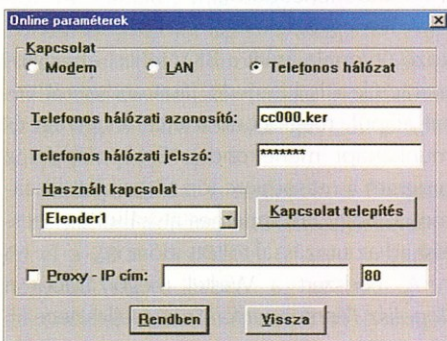 Online paraméterek
Kapcsolat
Modem LAN Telefonos hálózat
Telefonos hálózati azonosító: cc000.ker
Telefonos hálózati jelszó: *******
Használt kapcsolat
Elender1 Kapcsolat telepítés
Proxy - IP cím: 80
Rendben Vissza